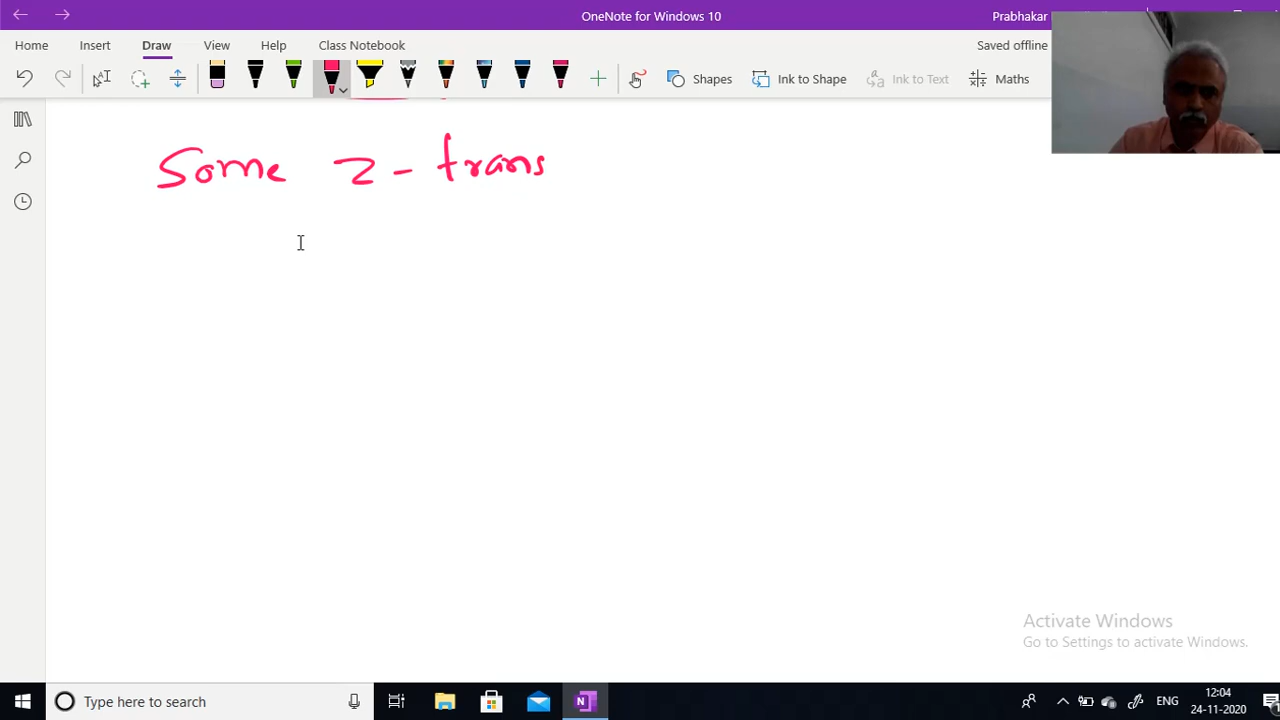 OneNote for Windows 10
Prabhakar
Home Insert Draw View Help Class Notebook Saved offline
Shapes Ink to Shape Ink to Text Maths
Some z - trans
Activate Windows
Go to Settings to activate Windows.
Type here to search
N
ENG
12:04
24-11-2020